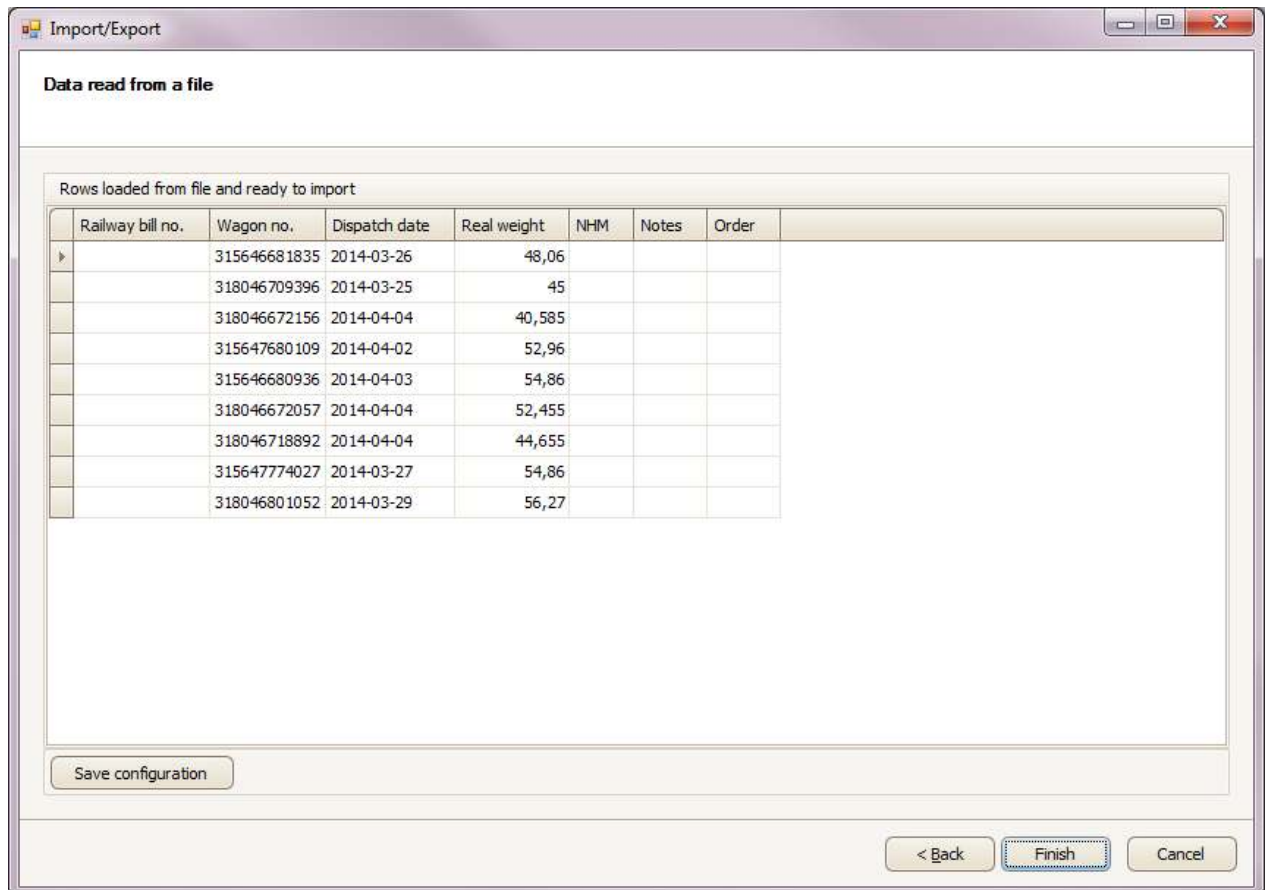 Import/Export
Data read from a file
Rows loaded from file and ready to import
Railway bill no. Wagon no. Dispatch date Real weight NHM Notes Order
315646681835 2014-03-26 48,06
318046709396 2014-03-25 45
318046672156 2014-04-04 40,585
315647680109 2014-04-02 52,96
315646680936 2014-04-03 54,86
318046672057 2014-04-04 52,455
318046718892 2014-04-04 44,655
315647774027 2014-03-27 54,86
318046801052 2014-03-29 56,27
Save configuration
< Back Finish Cancel